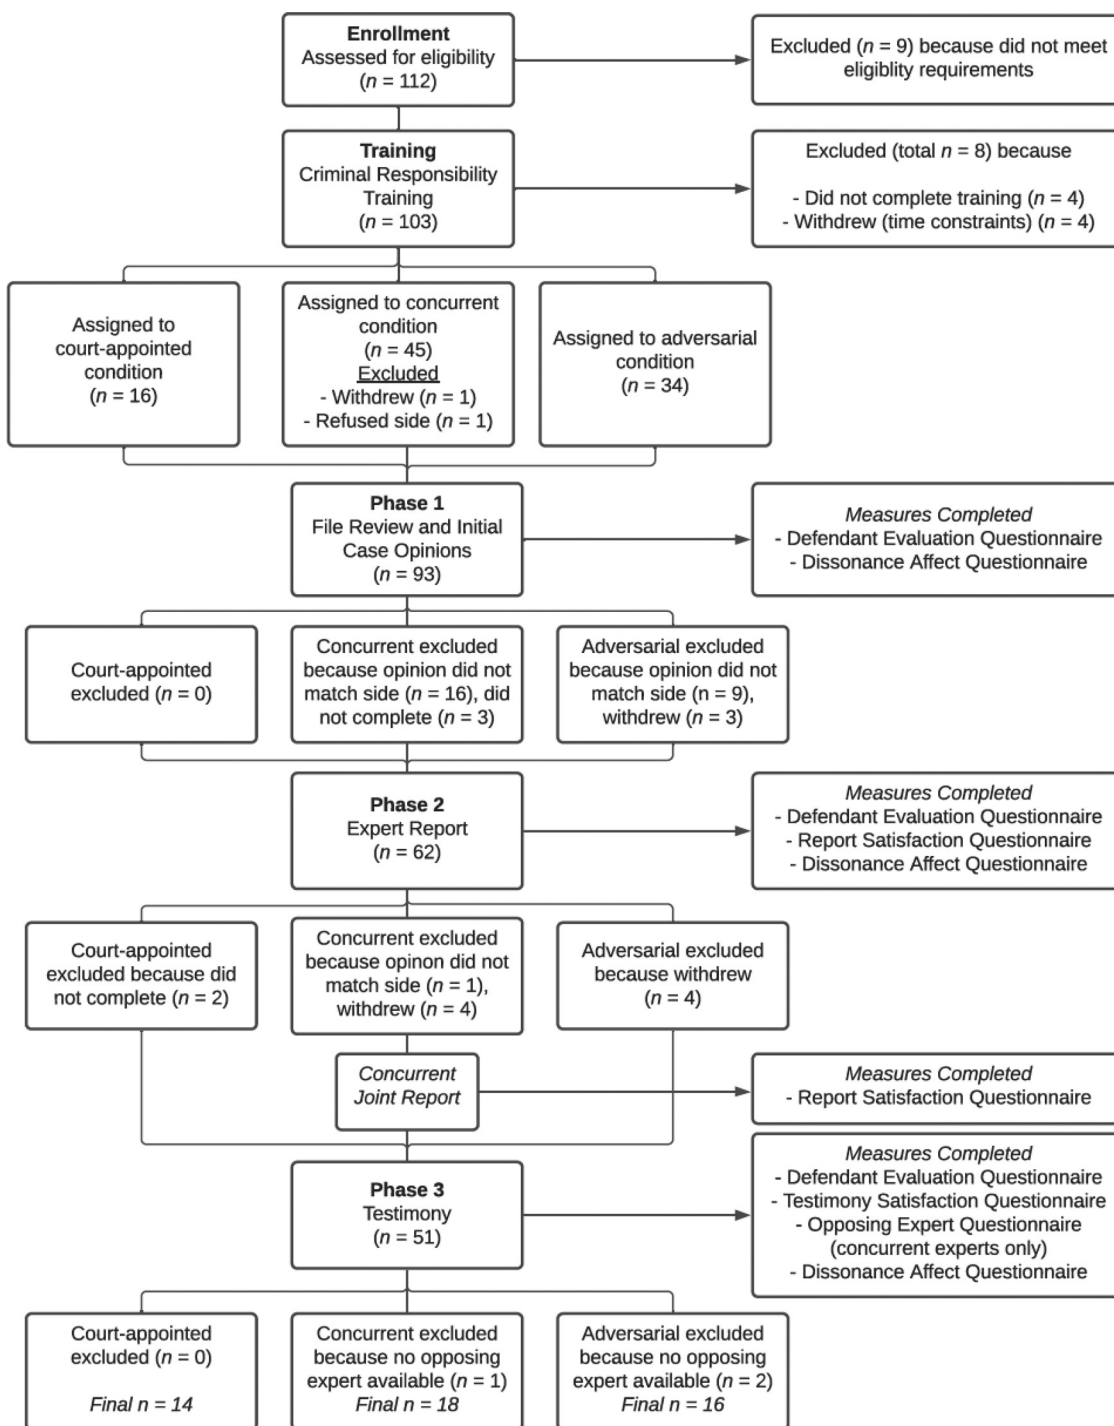 Enrollment
Assessed for eligibility
(n = 112)
Excluded (n = 9) because did not meet
eligiblity requirements
Training
Criminal Responsibility
Training
(n = 103)
Excluded (total n = 8) because
- Did not complete training (n = 4)
- Withdrew (time constraints) (n = 4)
Assigned to
court-appointed
condition
(n = 16)
Assigned to concurrent
condition
(n = 45)
Excluded
- Withdrew (n = 1)
- Refused side (n = 1)
Assigned to adversarial
condition
(n = 34)
Phase 1
File Review and Initial
Case Opinions
(n = 93)
Measures Completed
- Defendant Evaluation Questionnaire
- Dissonance Affect Questionnaire
Court-appointed
excluded (n = 0)
Concurrent excluded
because opinion did not
match side (n = 16), did
not complete (n = 3)
Adversarial excluded
because opinion did not
match side (n = 9),
withdrew (n = 3)
Phase 2
Expert Report
(n = 62)
Measures Completed
- Defendant Evaluation Questionnaire
- Report Satisfaction Questionnaire
- Dissonance Affect Questionnaire
Court-appointed
excluded because did
not complete (n = 2)
Concurrent excluded
because opinon did not
match side (n = 1),
withdrew (n = 4)
Adversarial excluded
because withdrew
(n = 4)
Concurrent
Joint Report
Measures Completed
- Report Satisfaction Questionnaire
Phase 3
Testimony
(n = 51)
Measures Completed
- Defendant Evaluation Questionnaire
- Testimony Satisfaction Questionnaire
- Opposing Expert Questionnaire
(concurrent experts only)
- Dissonance Affect Questionnaire
Court-appointed
excluded (n = 0)
Final n = 14
Concurrent excluded
because no opposing
expert available (n = 1)
Final n = 18
Adversarial excluded
because no opposing
expert available (n = 2)
Final n = 16